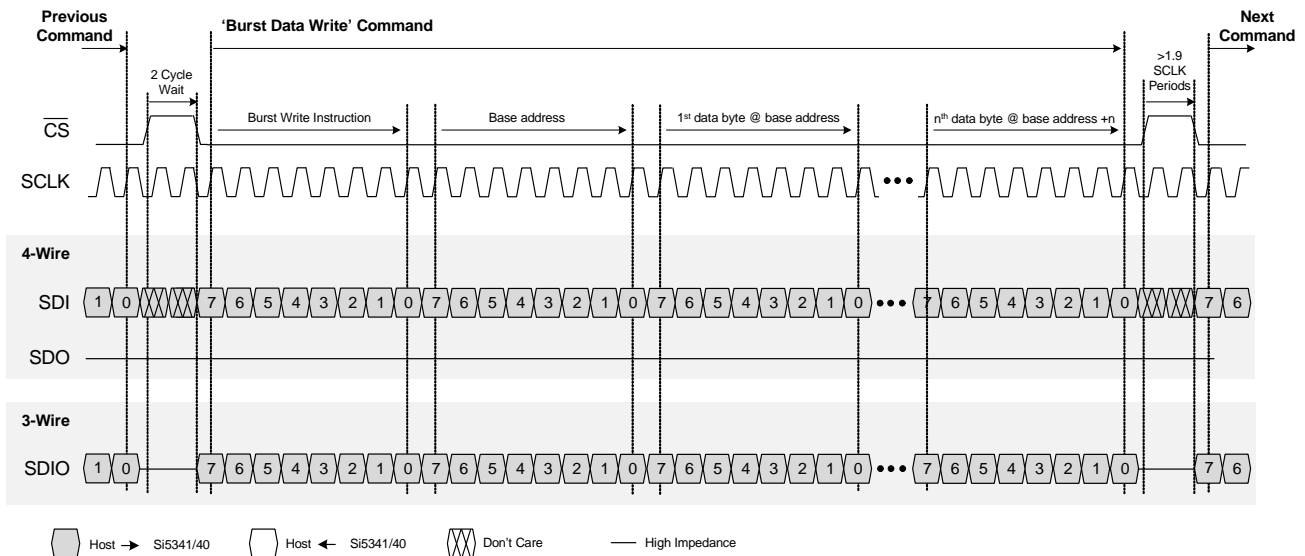 Previous
Command
'Burst Data Write' Command
Next
Command
2 Cycle
Wait
>1.9
SCLK
Periods
Burst Write Instruction
Base address
1st data byte @ base address
nth data byte @ base address +n
CS
SCLK
4-Wire
SDI 1 0 7 6 5 4 3 2 1 0 7 6 5 4 3 2 1 0 7 6 5 4 3 2 1 0 ••• 7 6 5 4 3 2 1 0 7 6
SDO
3-Wire
SDIO 1 0 7 6 5 4 3 2 1 0 7 6 5 4 3 2 1 0 7 6 5 4 3 2 1 0 ••• 7 6 5 4 3 2 1 0 7 6
Host → Si5341/40 Host ← Si5341/40 Don't Care High Impedance